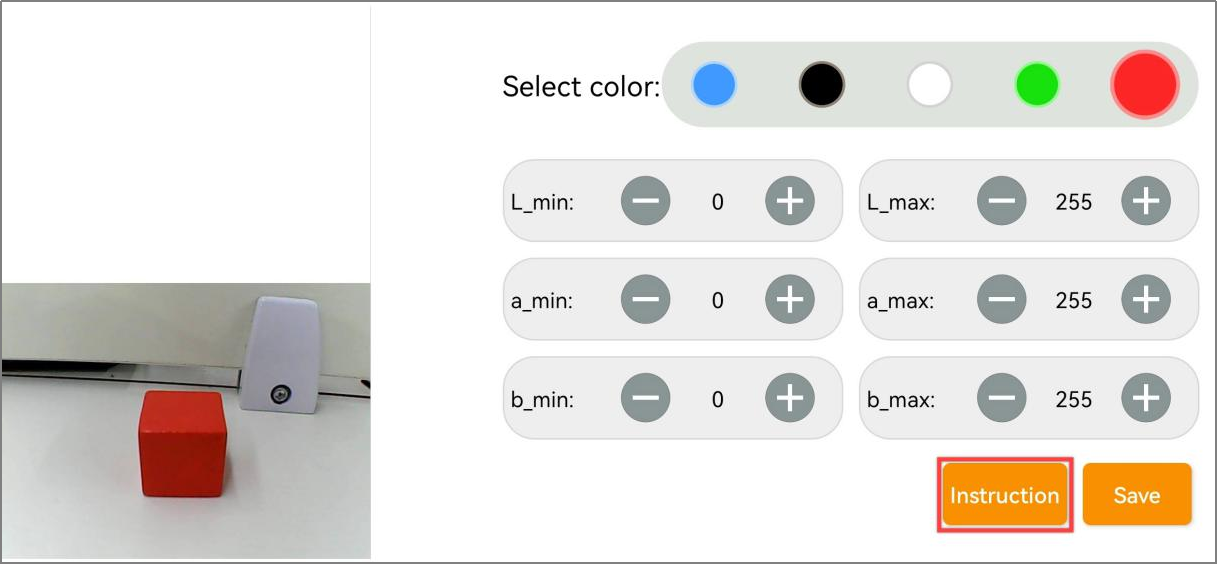 Select color:
L_min: 0 L_max: 255
a_min: 0 a_max: 255
b_min: 0 b_max: 255
Instruction Save